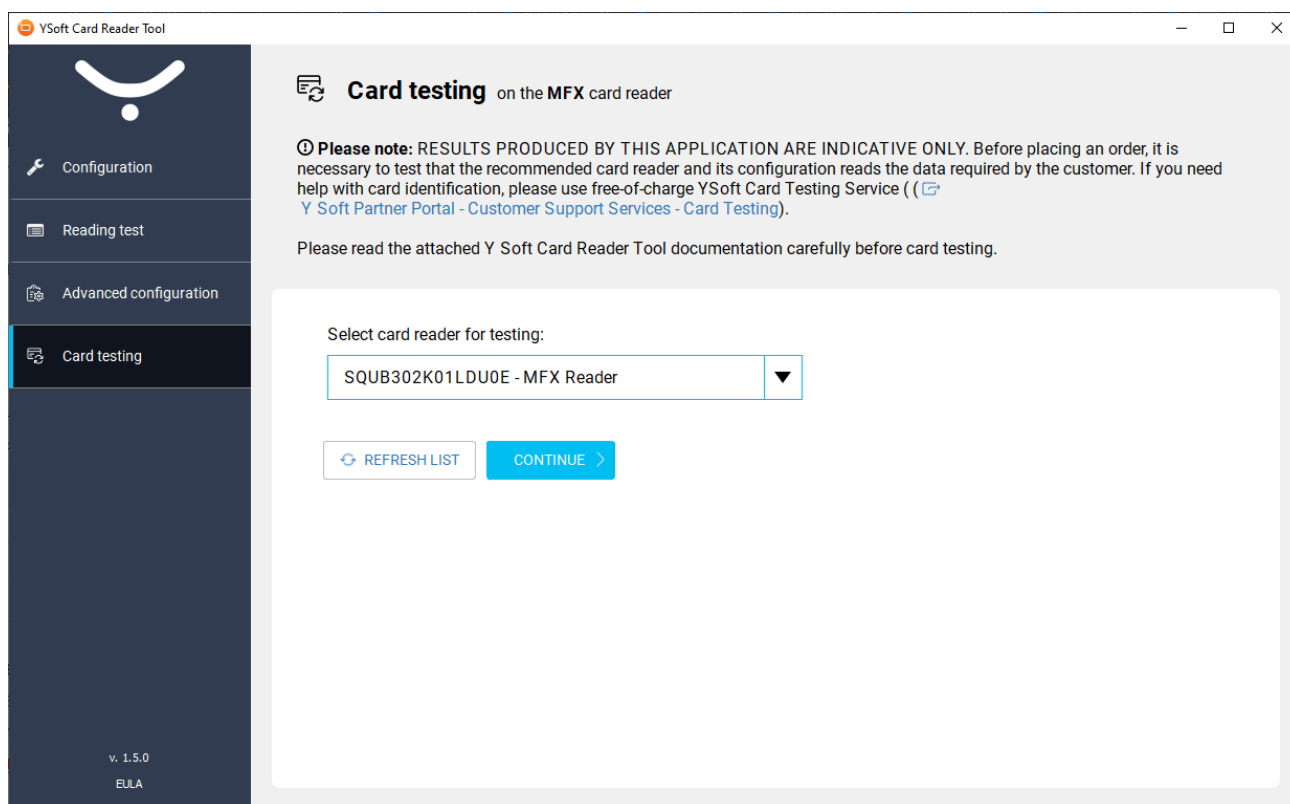 YSoft Card Reader Tool
Configuration
Reading test
Advanced configuration
Card testing
v. 1.5.0
EULA
Card testing on the MFX card reader
Please note: RESULTS PRODUCED BY THIS APPLICATION ARE INDICATIVE ONLY. Before placing an order, it is
necessary to test that the recommended card reader and its configuration reads the data required by the customer. If you need
help with card identification, please use free-of-charge YSoft Card Testing Service ( (
Y Soft Partner Portal - Customer Support Services - Card Testing).
Please read the attached Y Soft Card Reader Tool documentation carefully before card testing.
Select card reader for testing:
SQUB302K01LDU0E - MFX Reader
REFRESH LIST
CONTINUE